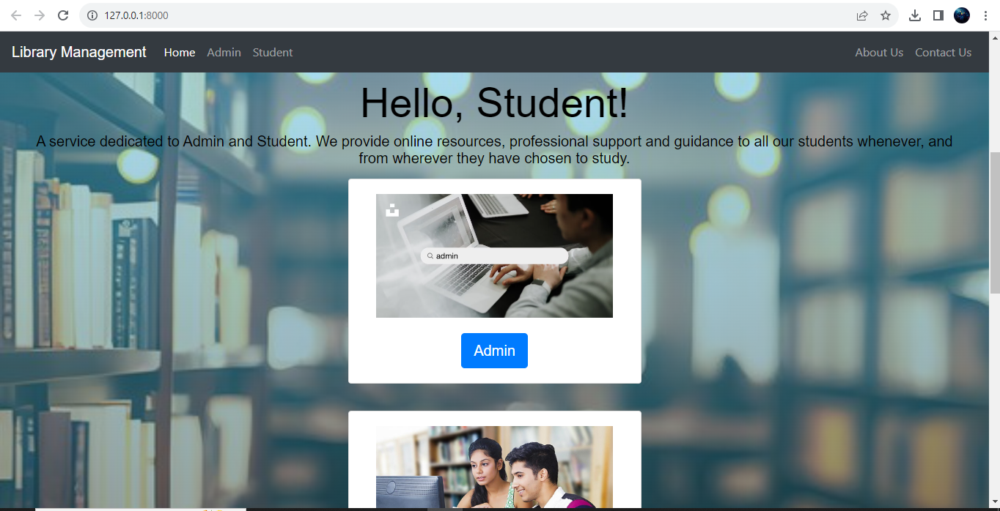 127.0.0.1:8000
Library Management Home Admin Student About Us Contact Us
Hello, Student!
A service dedicated to Admin and Student. We provide online resources, professional support and guidance to all our students whenever, and
from wherever they have chosen to study.
admin
Admin